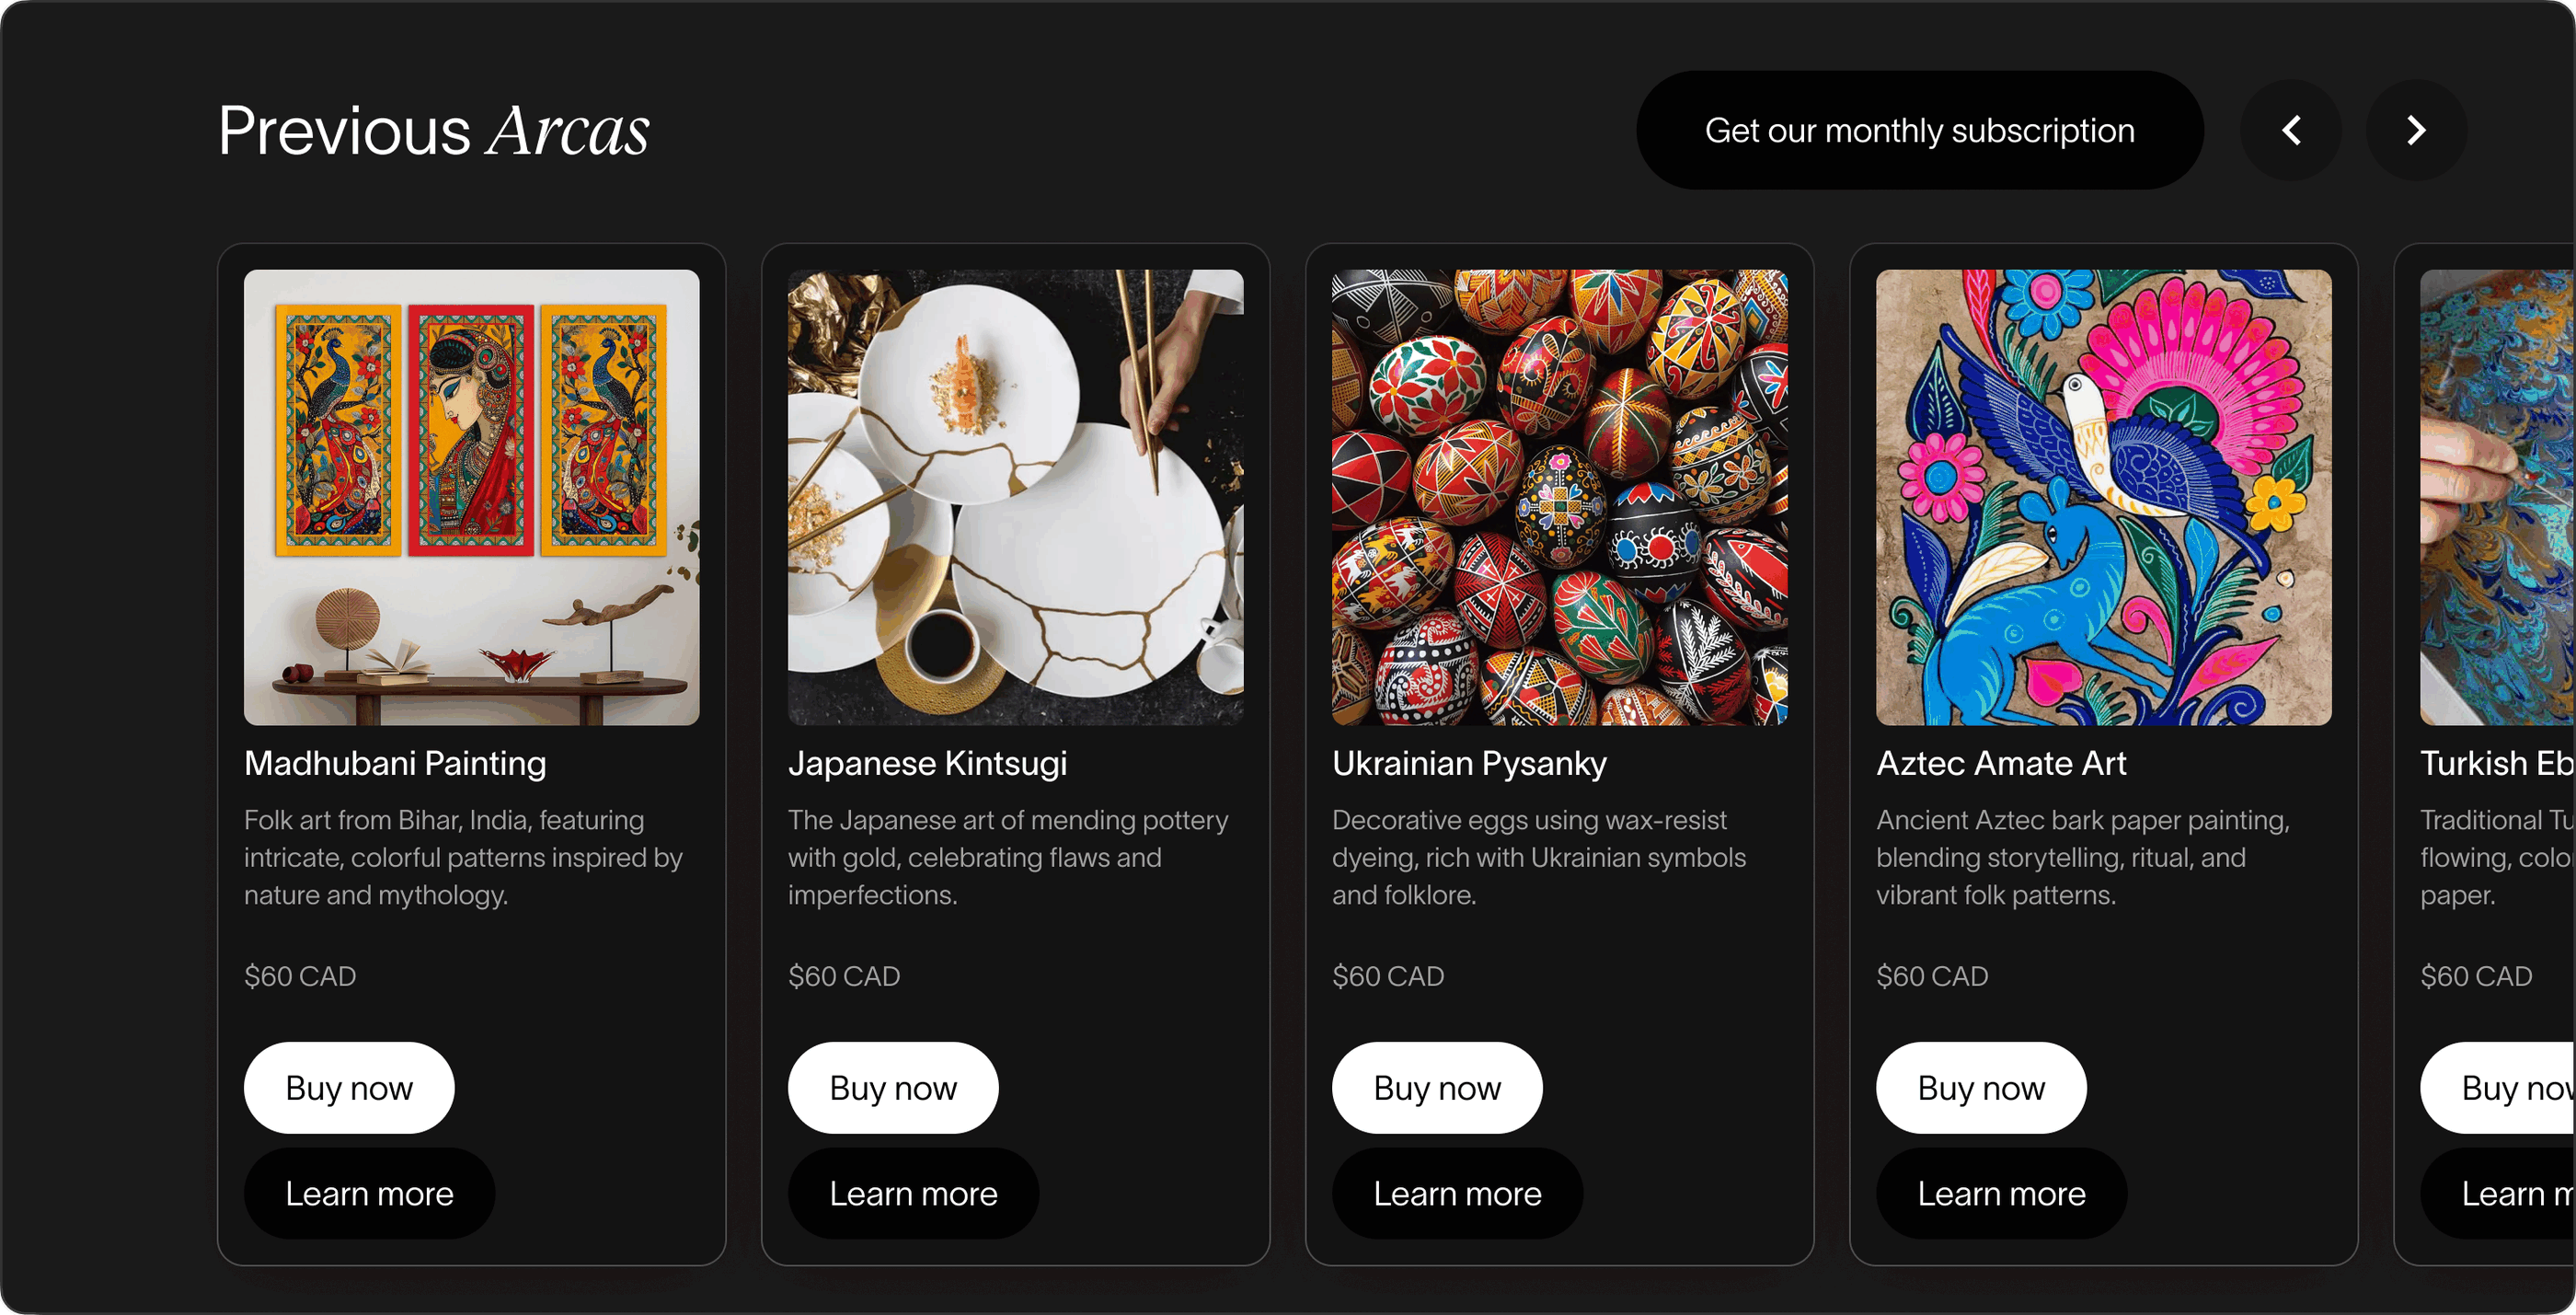 Previous Arcas
Get our monthly subscription
Madhubani Painting
Folk art from Bihar, India, featuring
intricate, colorful patterns inspired by
nature and mythology.
$60 CAD
Buy now
Learn more
Japanese Kintsugi
The Japanese art of mending pottery
with gold, celebrating flaws and
imperfections.
$60 CAD
Buy now
Learn more
Ukrainian Pysanky
Decorative eggs using wax-resist
dyeing, rich with Ukrainian symbols
and folklore.
$60 CAD
Buy now
Learn more
Aztec Amate Art
Ancient Aztec bark paper painting,
blending storytelling, ritual, and
vibrant folk patterns.
$60 CAD
Buy now
Learn more
Turkish
Traditional
flowing,
paper.
$60 CAD
Buy
Learn